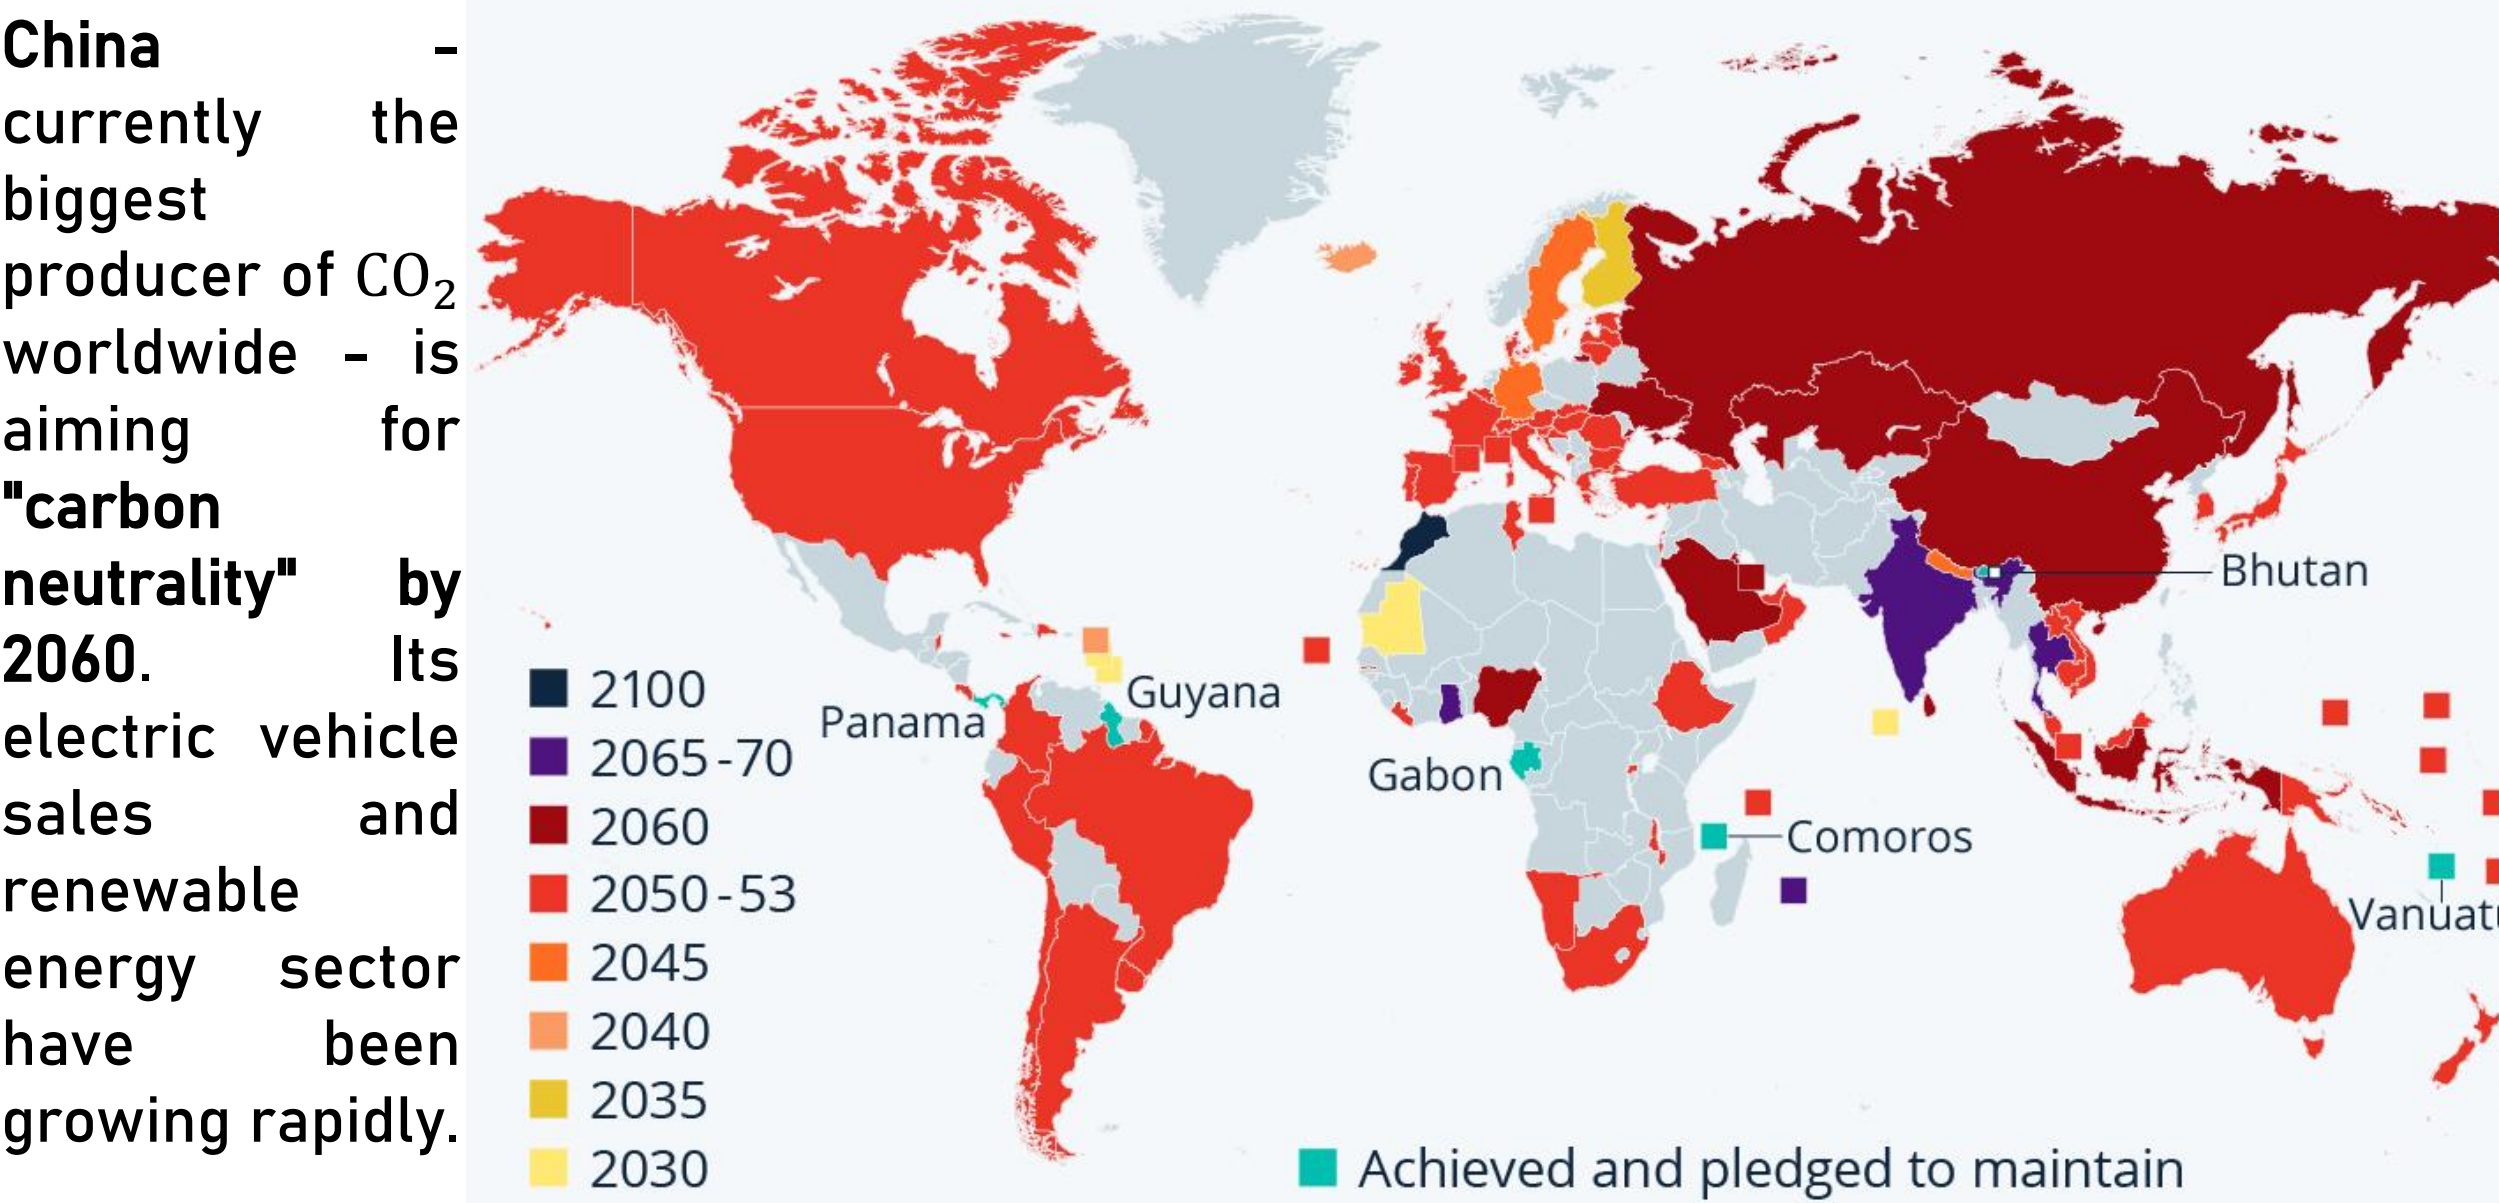 China -
currently the
biggest
producer of CO₂
worldwide - is
aiming for
"carbon
neutrality" by
2060. Its
electric vehicle
sales and
renewable
energy sector
have been
growing rapidly.
Bhutan
Guyana
Panama
Gabon
Comoros
Vanuatu
2100
2065-70
2060
2050-53
2045
2040
2035
2030
Achieved and pledged to maintain